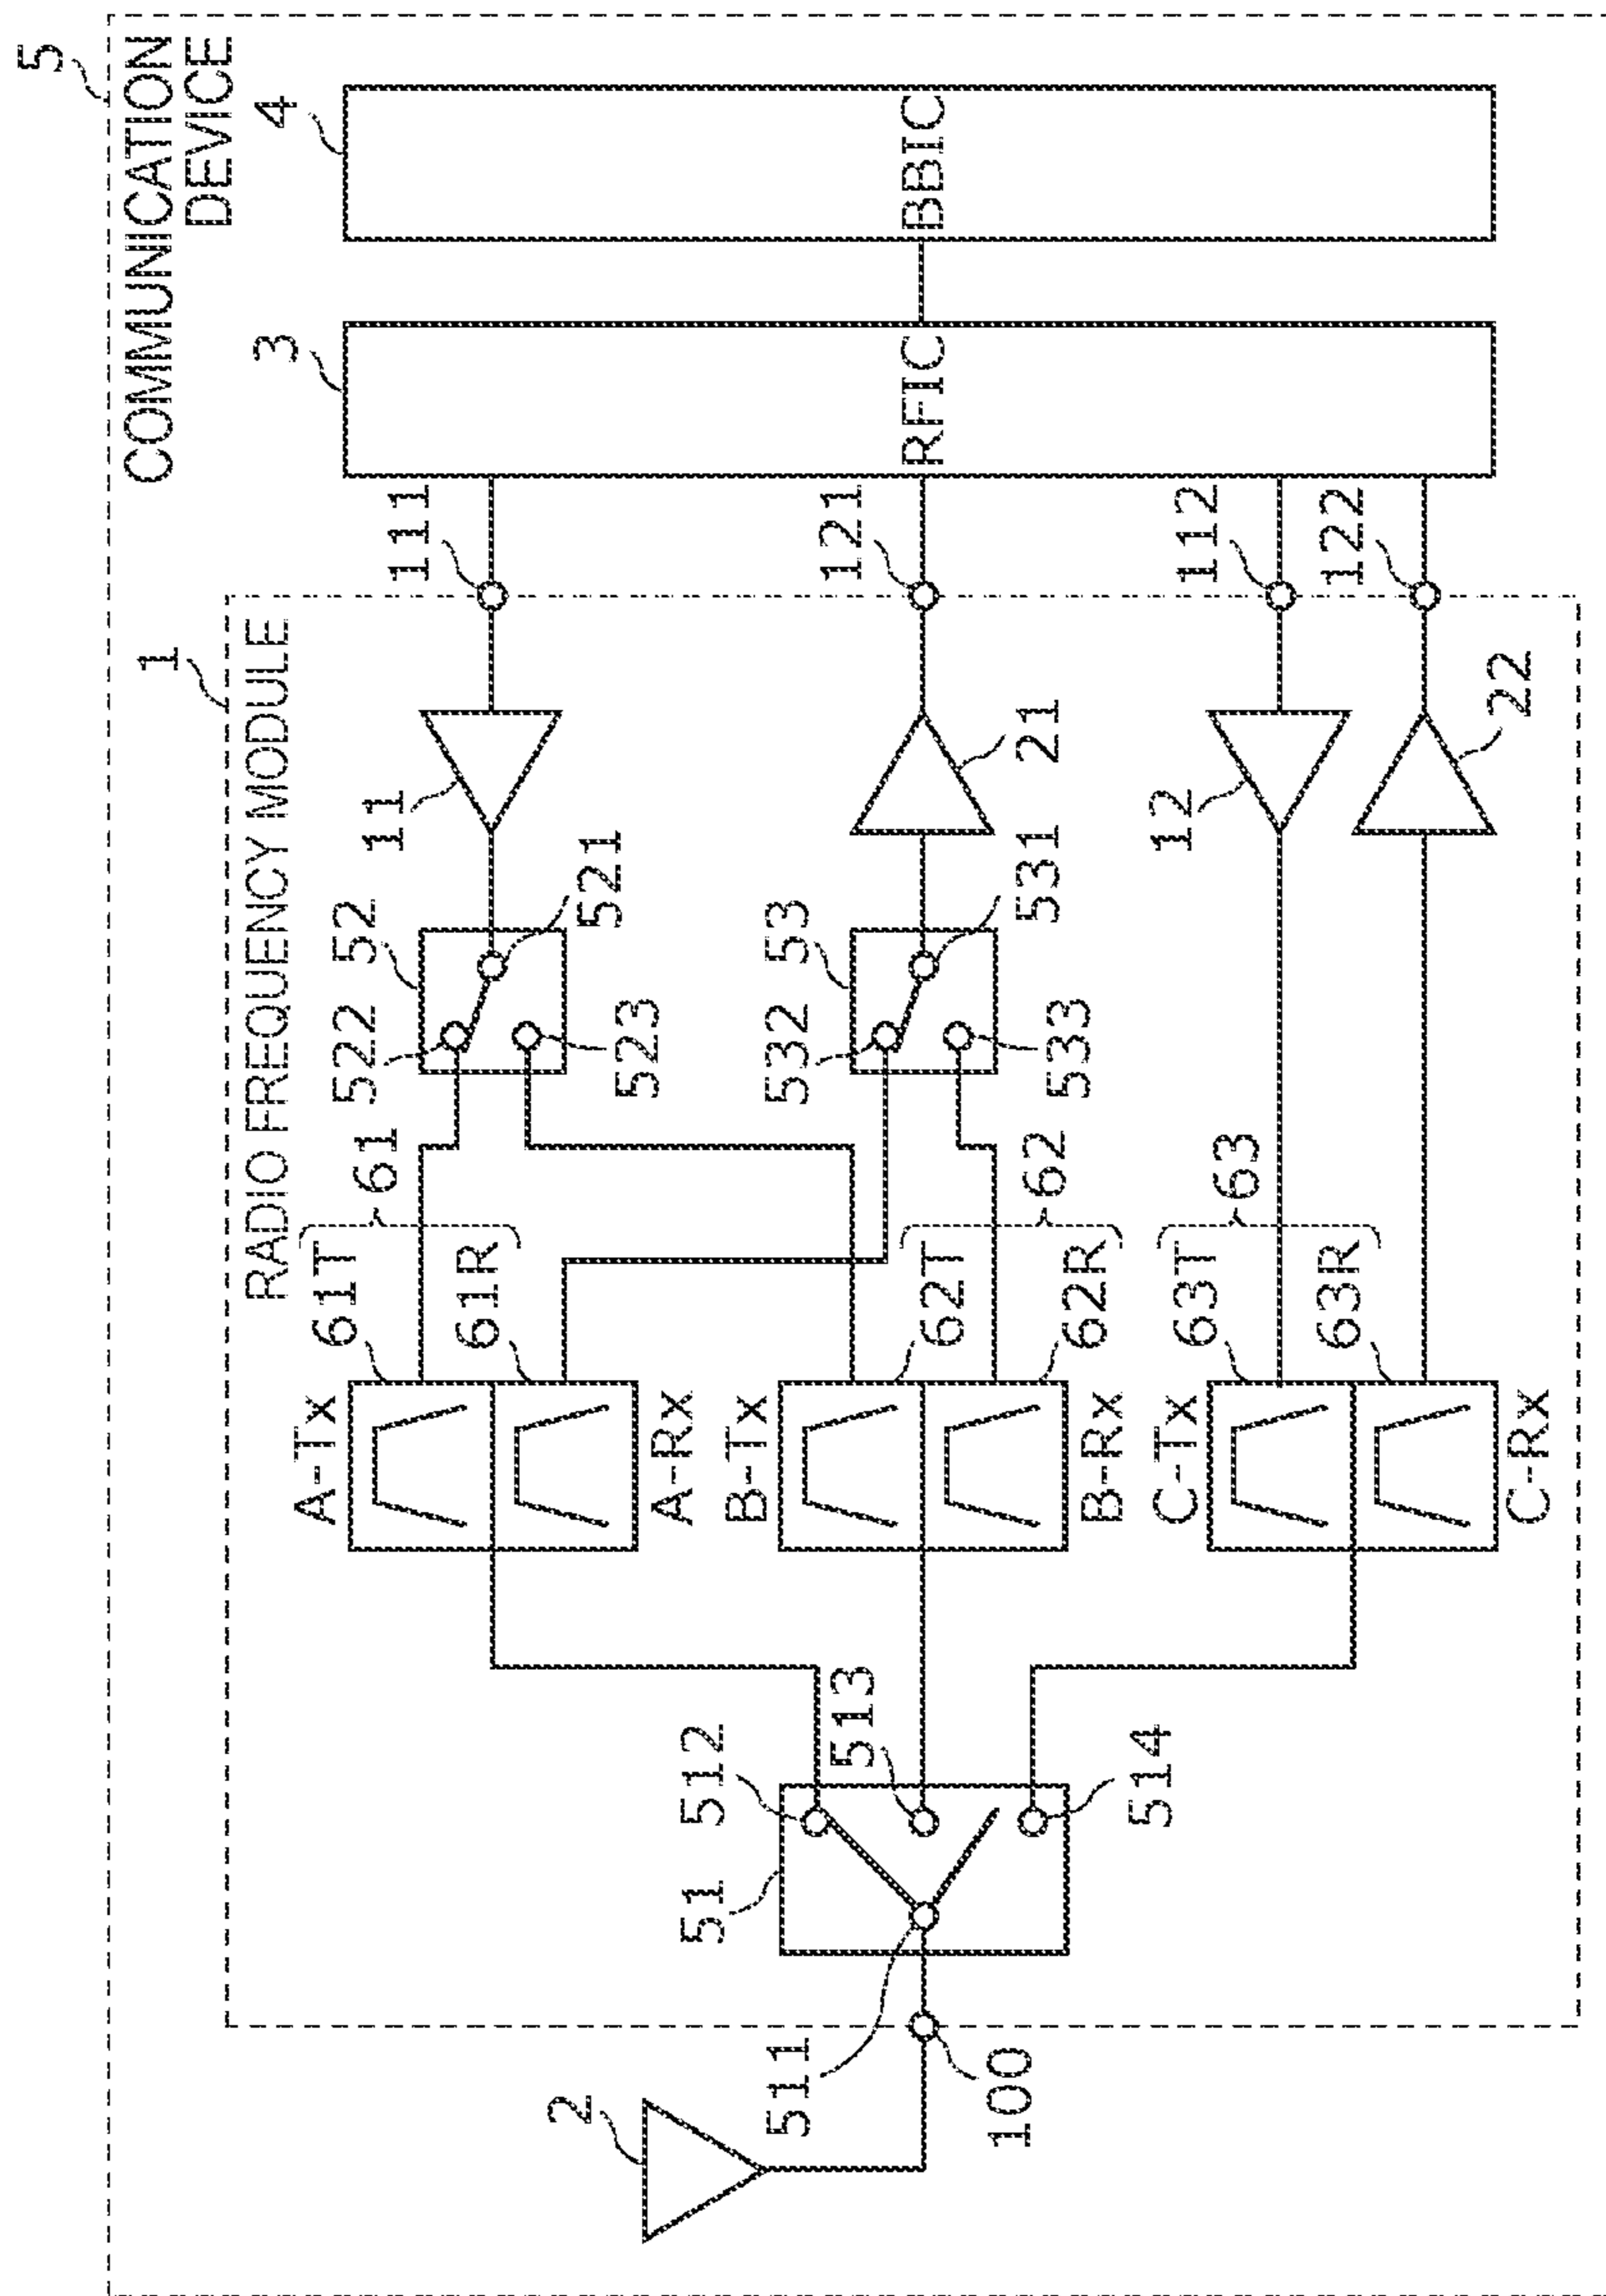 5
COMMUNICATION
DEVICE
1
RADIO FREQUENCY MODULE
3
4
A-Tx
61T
61
522
52
11
111
521
523
61R
A-Rx
2
51
512
B-Tx
532
53
121
RFIC
BBIC
511
513
62T
21
531
533
62
100
62R
B-Rx
514
C-Tx
63T
63
12
112
63R
122
22
C-Rx